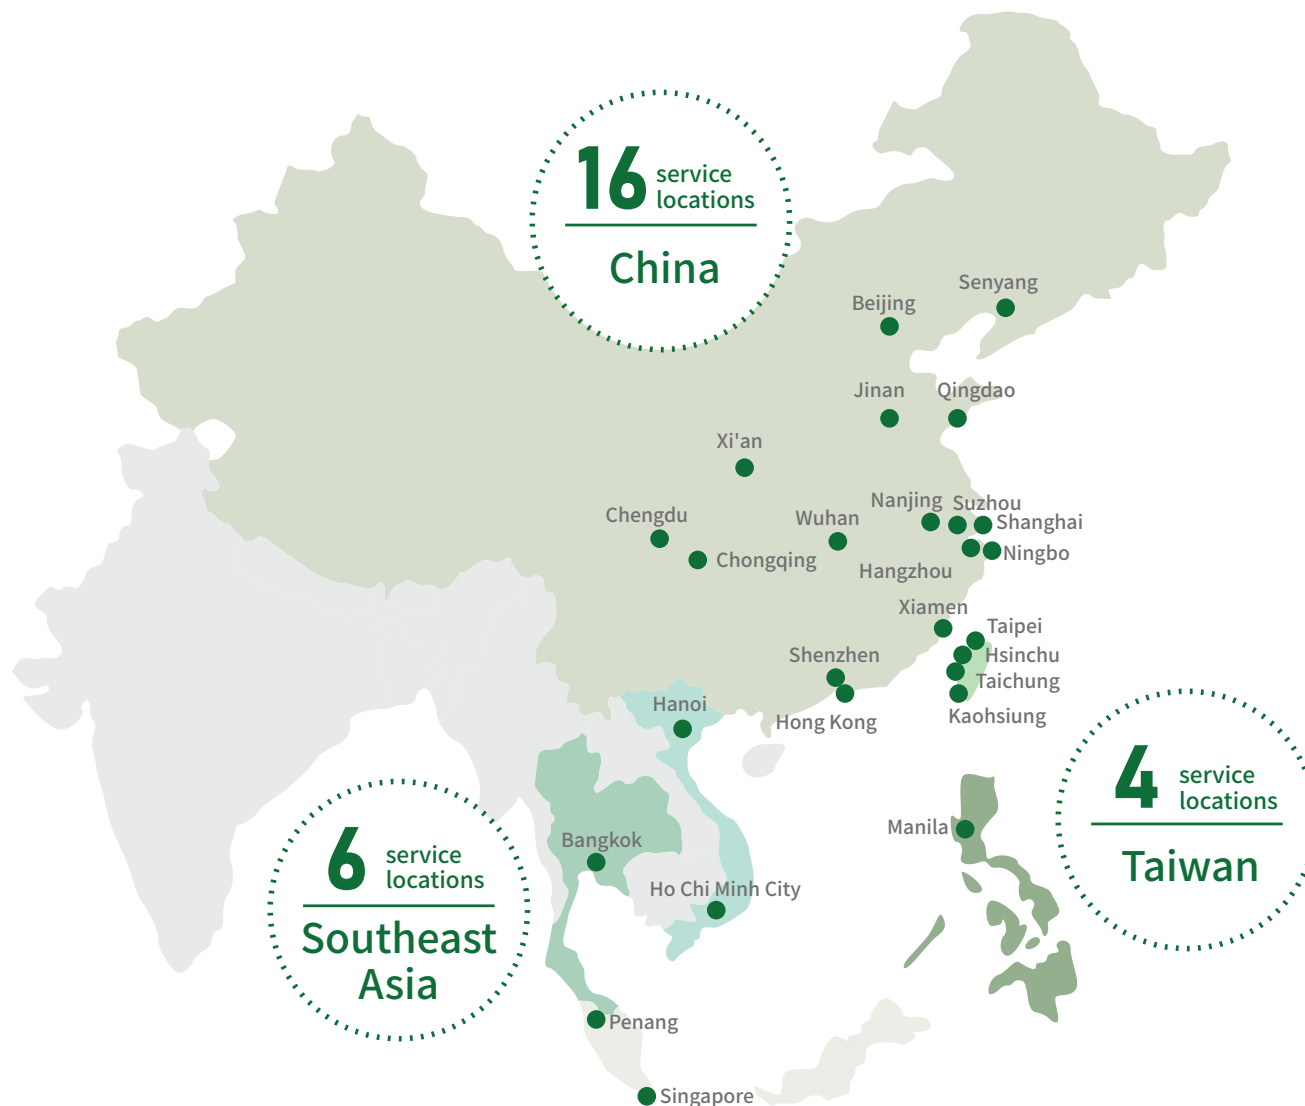 16 service
locations
China
Senyang
Beijing
Jinan
Qingdao
Xi'an
Nanjing
Suzhou
Chengdu
Wuhan
Shanghai
Chongqing
Ningbo
Hangzhou
Xiamen
Taipei
Shenzhen
Hsinchu
Taichung
Hanoi
Hong Kong
Kaohsiung
4 service
locations
Taiwan
Manila
Bangkok
6 service
locations
Southeast
Asia
Ho Chi Minh City
Penang
Singapore